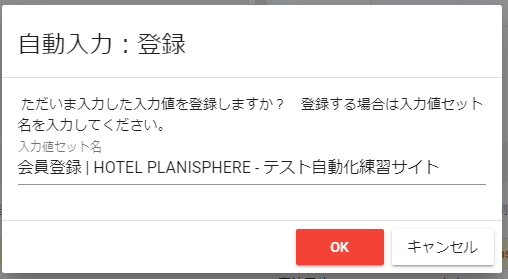 自動入力：登録
ただいま入力した入力値を登録しますか？　登録する場合は入力値セット
名を入力してください。
入力値セット名
会員登録 | HOTEL PLANISPHERE - テスト自動化練習サイト
OK
キャンセル